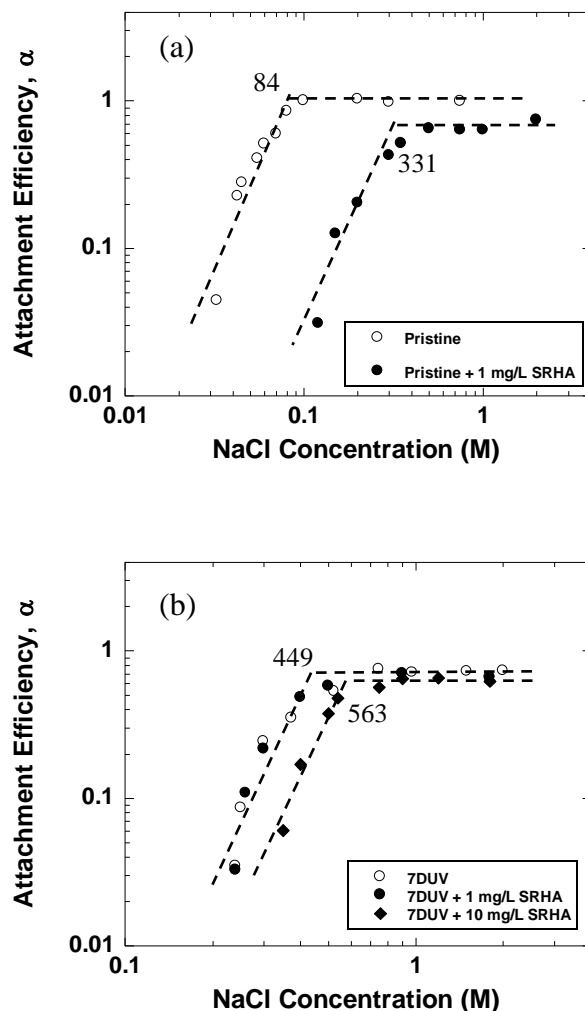 (a)
84
331
Attachment Efficiency, α
1
0.1
0.01
Pristine
Pristine + 1 mg/L SRHA
0.01
0.1
1
NaCl Concentration (M)
(b)
449
563
Attachment Efficiency, α
1
0.1
0.01
7DUV
7DUV + 1 mg/L SRHA
7DUV + 10 mg/L SRHA
0.1
1
NaCl Concentration (M)